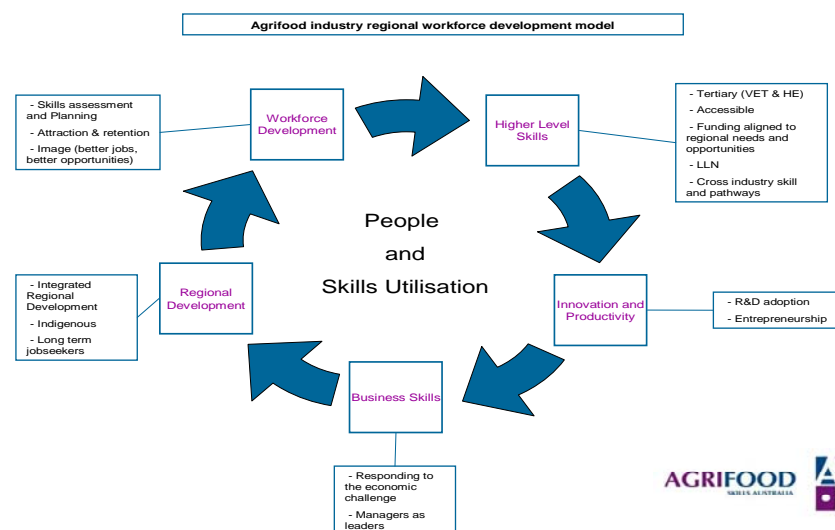 Agrifood industry regional workforce development model
- Skills assessment
and Planning
- Attraction & retention
- Image (better jobs,
better opportunities)
Workforce
Development
Higher Level
Skills
- Tertiary (VET & HE)
- Accessible
- Funding aligned to
regional needs and
opportunities
- LLN
- Cross industry skill
and pathways
People
and
Skills Utilisation
- Integrated
Regional
Development
- Indigenous
- Long term
jobseekers
Regional
Development
Innovation and
Productivity
- R&D adoption
- Entrepreneurship
Business Skills
- Responding to
the economic
challenge
- Managers as
leaders
AGRIFOOD
SKILLS AUSTRALIA